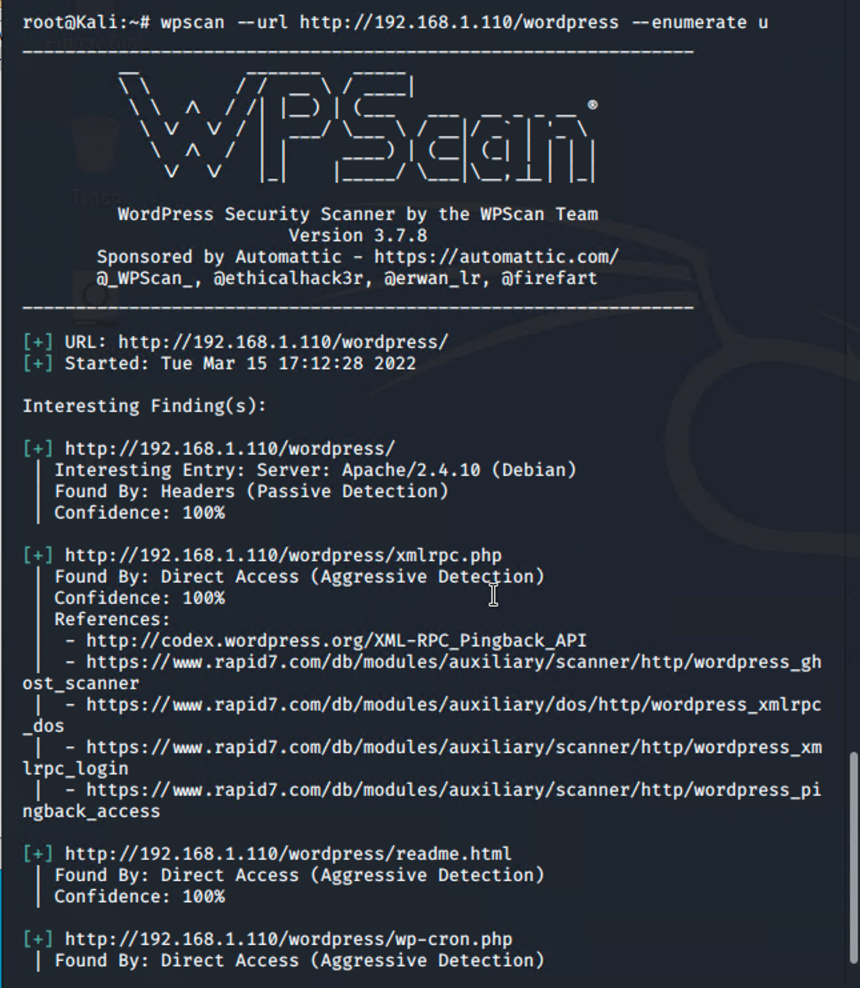 root@Kali:~# wpscan --url http://192.168.1.110/wordpress --enumerate u
WPScan ®
WordPress Security Scanner by the WPScan Team
Version 3.7.8
Sponsored by Automattic - https://automattic.com/
@_WPScan_, @ethicalhack3r, @erwan_lr, @firefart
[+] URL: http://192.168.1.110/wordpress/
[+] Started: Tue Mar 15 17:12:28 2022
Interesting Finding(s):
[+] http://192.168.1.110/wordpress/
| Interesting Entry: Server: Apache/2.4.10 (Debian)
| Found By: Headers (Passive Detection)
| Confidence: 100%
[+] http://192.168.1.110/wordpress/xmlrpc.php
| Found By: Direct Access (Aggressive Detection)
| Confidence: 100%
| References:
|  - http://codex.wordpress.org/XML-RPC_Pingback_API
|  - https://www.rapid7.com/db/modules/auxiliary/scanner/http/wordpress_gh
ost_scanner
|  - https://www.rapid7.com/db/modules/auxiliary/dos/http/wordpress_xmlrpc
_dos
|  - https://www.rapid7.com/db/modules/auxiliary/scanner/http/wordpress_xm
lrpc_login
|  - https://www.rapid7.com/db/modules/auxiliary/scanner/http/wordpress_pi
ngback_access
[+] http://192.168.1.110/wordpress/readme.html
| Found By: Direct Access (Aggressive Detection)
| Confidence: 100%
[+] http://192.168.1.110/wordpress/wp-cron.php
| Found By: Direct Access (Aggressive Detection)